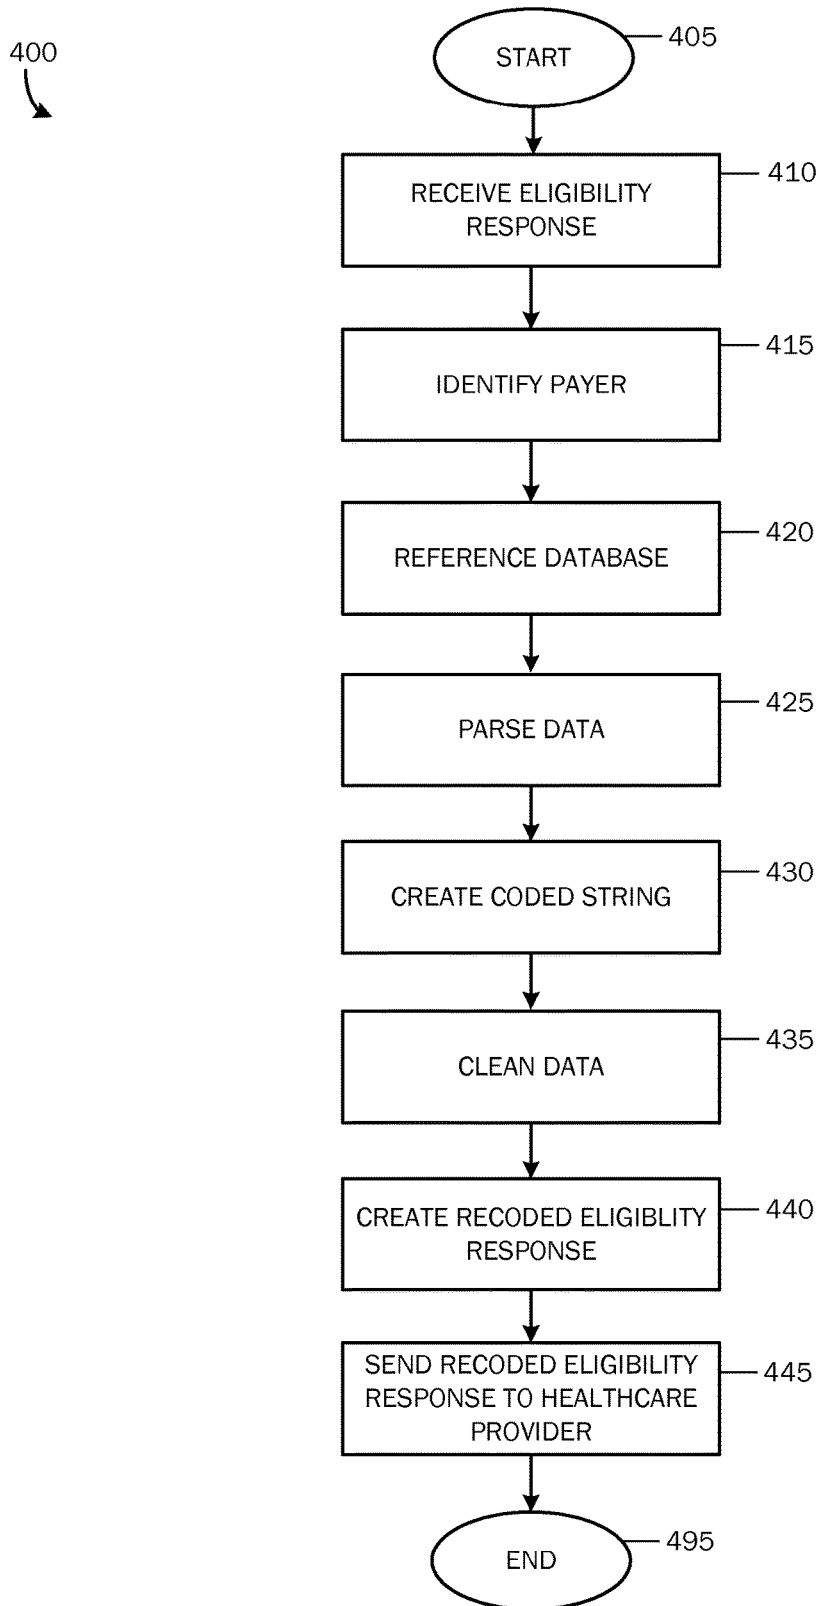 400
START
405
RECEIVE ELIGIBILITY
RESPONSE
410
IDENTIFY PAYER
415
REFERENCE DATABASE
420
PARSE DATA
425
CREATE CODED STRING
430
CLEAN DATA
435
CREATE RECODED ELIGIBLITY
RESPONSE
440
SEND RECODED ELIGIBILITY
RESPONSE TO HEALTHCARE
PROVIDER
445
END
495